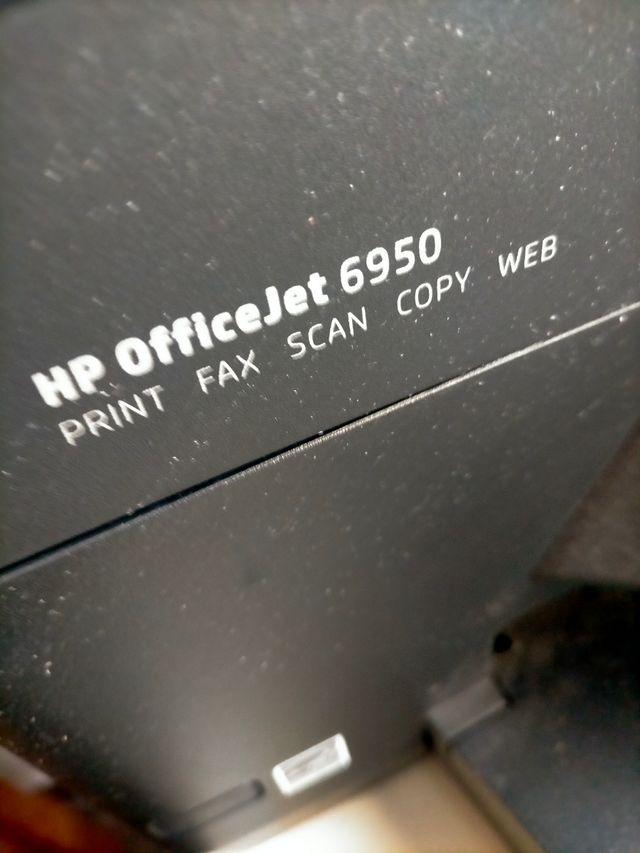 HP OfficeJet 6950
PRINT FAX SCAN COPY WEB